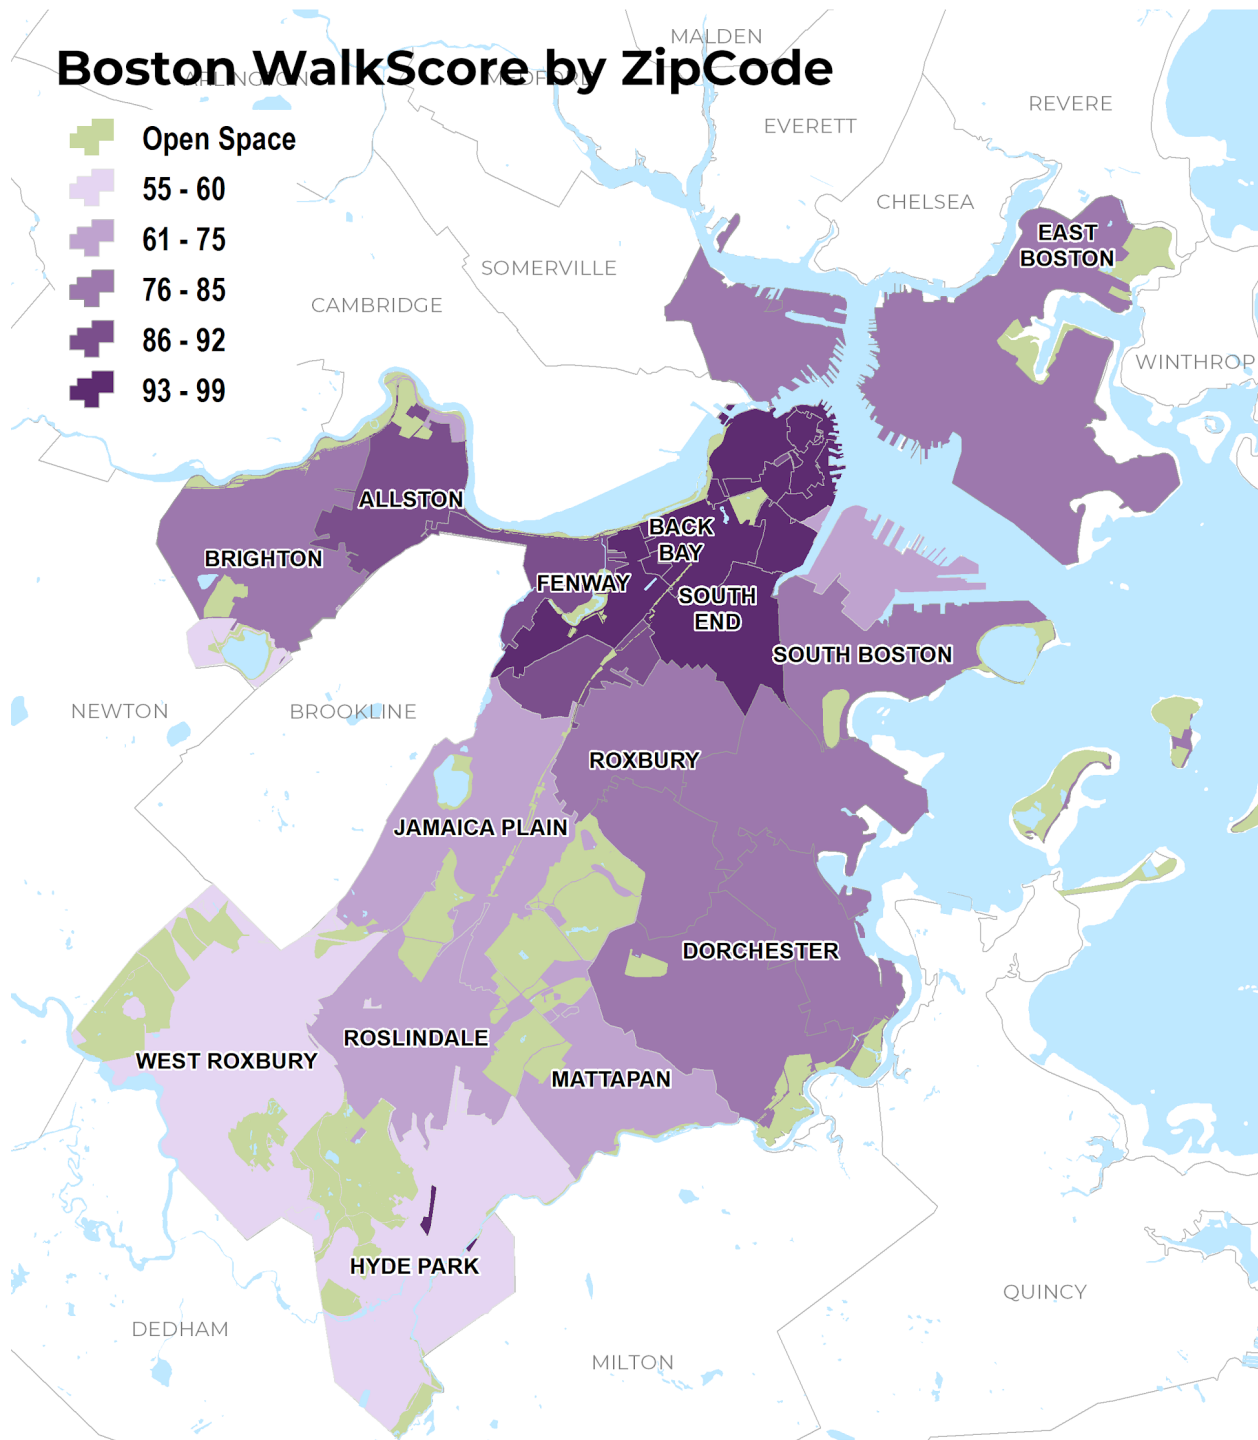 MALDEN
Boston WalkScore by ZipCode
ARLINGTON
MEDFORD
REVERE
EVERETT
Open Space
55 - 60
CHELSEA
61 - 75
EAST
BOSTON
SOMERVILLE
76 - 85
CAMBRIDGE
86 - 92
WINTHROP
93 - 99
ALLSTON
BACK
BAY
BRIGHTON
FENWAY
SOUTH
END
SOUTH BOSTON
NEWTON
BROOKLINE
ROXBURY
JAMAICA PLAIN
DORCHESTER
ROSLINDALE
WEST ROXBURY
MATTAPAN
HYDE PARK
QUINCY
DEDHAM
MILTON